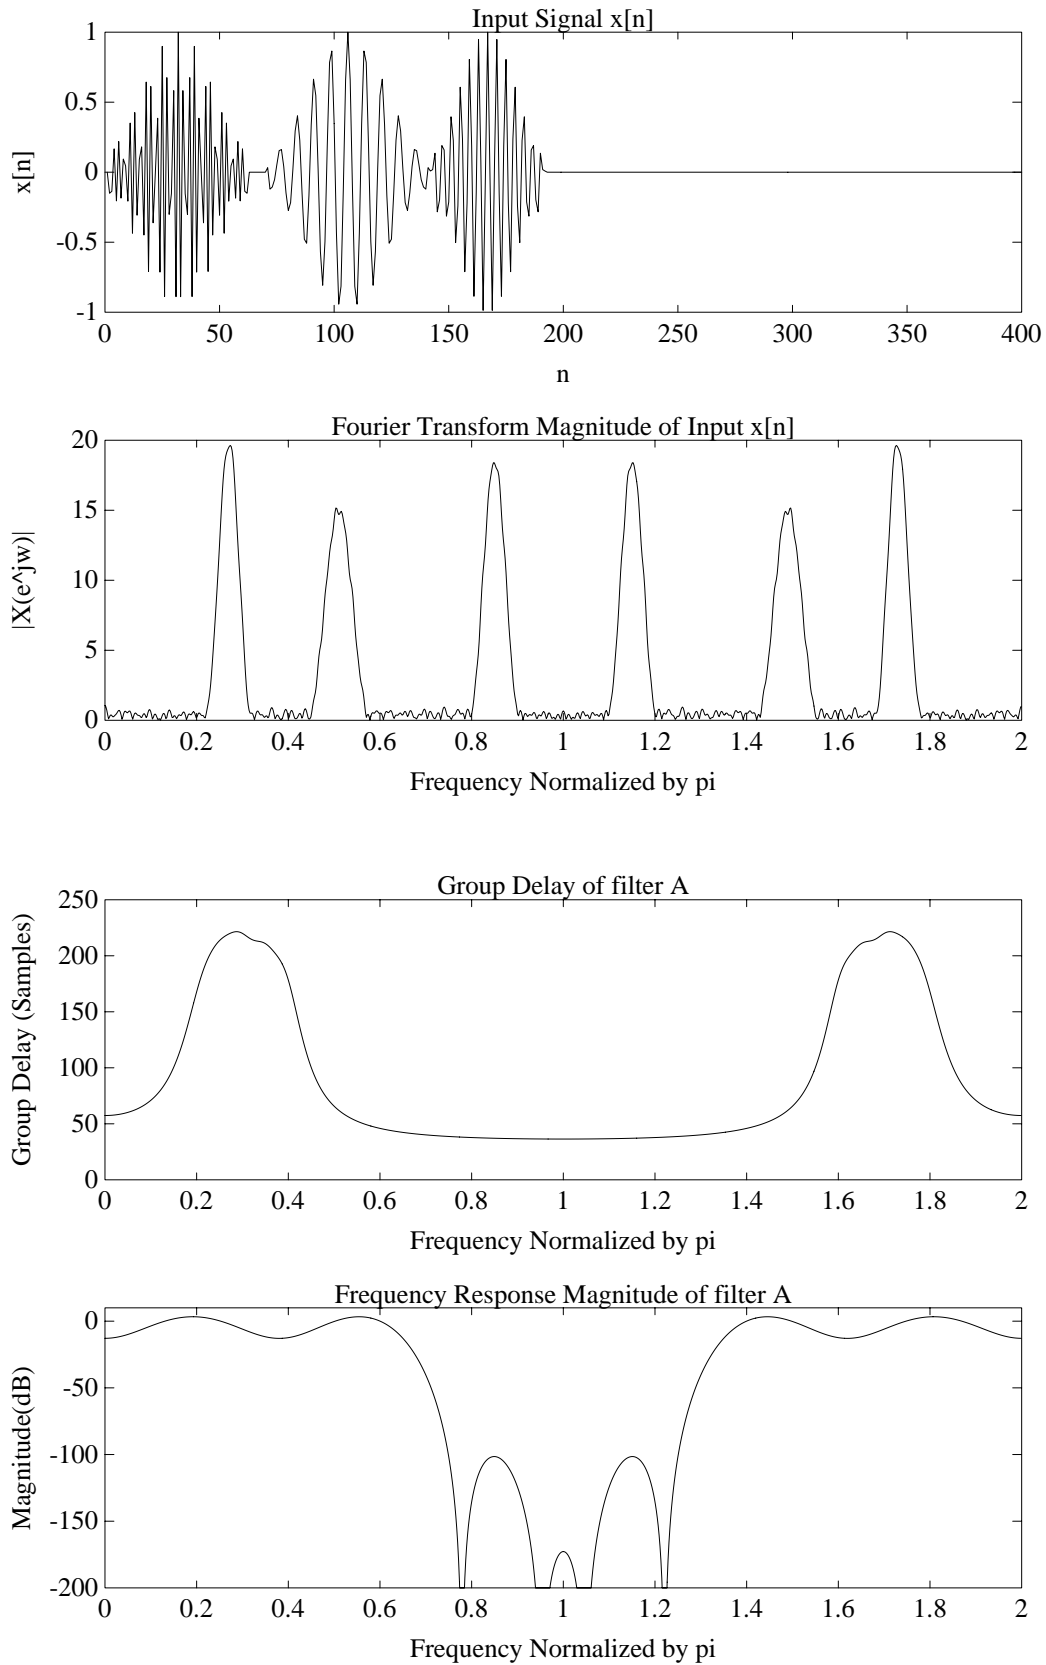 Input Signal x[n]
x[n]
1
0.5
0
-0.5
-1
0 50 100 150 200 250 300 350 400
n
Fourier Transform Magnitude of Input x[n]
|X(e^jw)|
20
15
10
5
0
0 0.2 0.4 0.6 0.8 1 1.2 1.4 1.6 1.8 2
Frequency Normalized by pi
Group Delay of filter A
Group Delay (Samples)
250
200
150
100
50
0
0 0.2 0.4 0.6 0.8 1 1.2 1.4 1.6 1.8 2
Frequency Normalized by pi
Frequency Response Magnitude of filter A
Magnitude(dB)
0
-50
-100
-150
-200
0 0.2 0.4 0.6 0.8 1 1.2 1.4 1.6 1.8 2
Frequency Normalized by pi